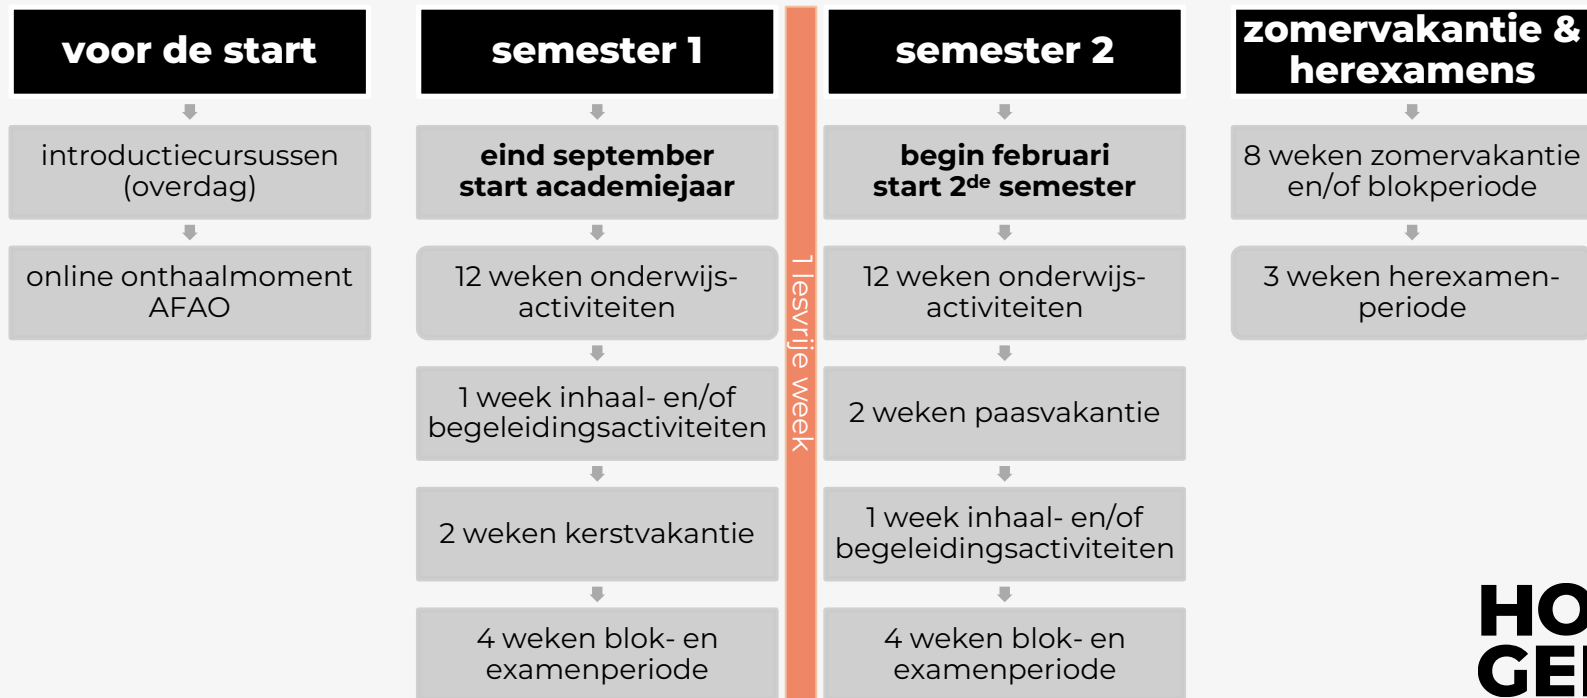 voor de start
introductiecursussen
(overdag)
online onthaalmoment
AFAO
semester 1
eind september
start academiejaar
12 weken onderwijs-
activiteiten
1 week inhaal- en/of
begeleidingsactiviteiten
2 weken kerstvakantie
4 weken blok- en
examenperiode
1 lesvrije week
semester 2
begin februari
start 2de semester
12 weken onderwijs-
activiteiten
2 weken paasvakantie
1 week inhaal- en/of
begeleidingsactiviteiten
4 weken blok- en
examenperiode
zomervakantie &
herexamens
8 weken zomervakantie
en/of blokperiode
3 weken herexamen-
periode
HO